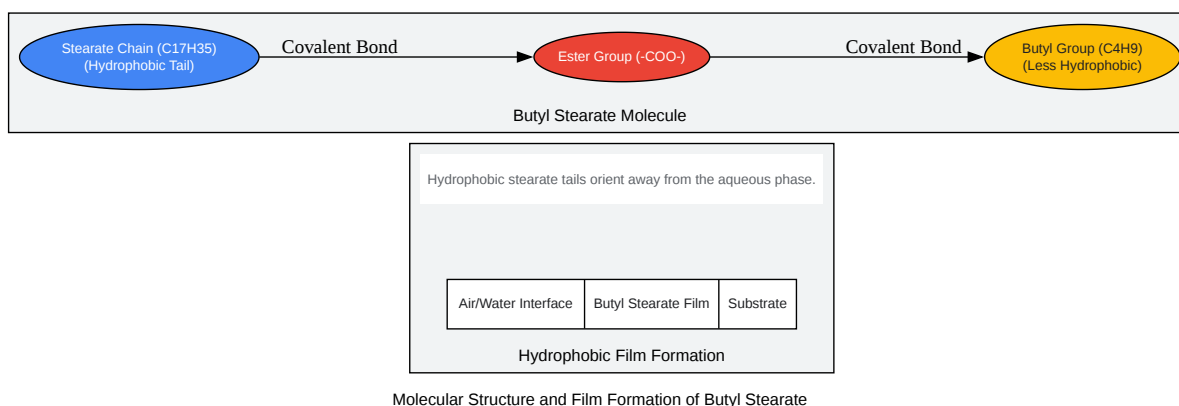 Stearate Chain (C17H35)
(Hydrophobic Tail)
Covalent Bond
Ester Group (-COO-)
Covalent Bond
Butyl Group (C4H9)
(Less Hydrophobic)
Butyl Stearate Molecule
Hydrophobic stearate tails orient away from the aqueous phase.
Air/Water Interface
Butyl Stearate Film
Substrate
Hydrophobic Film Formation
Molecular Structure and Film Formation of Butyl Stearate